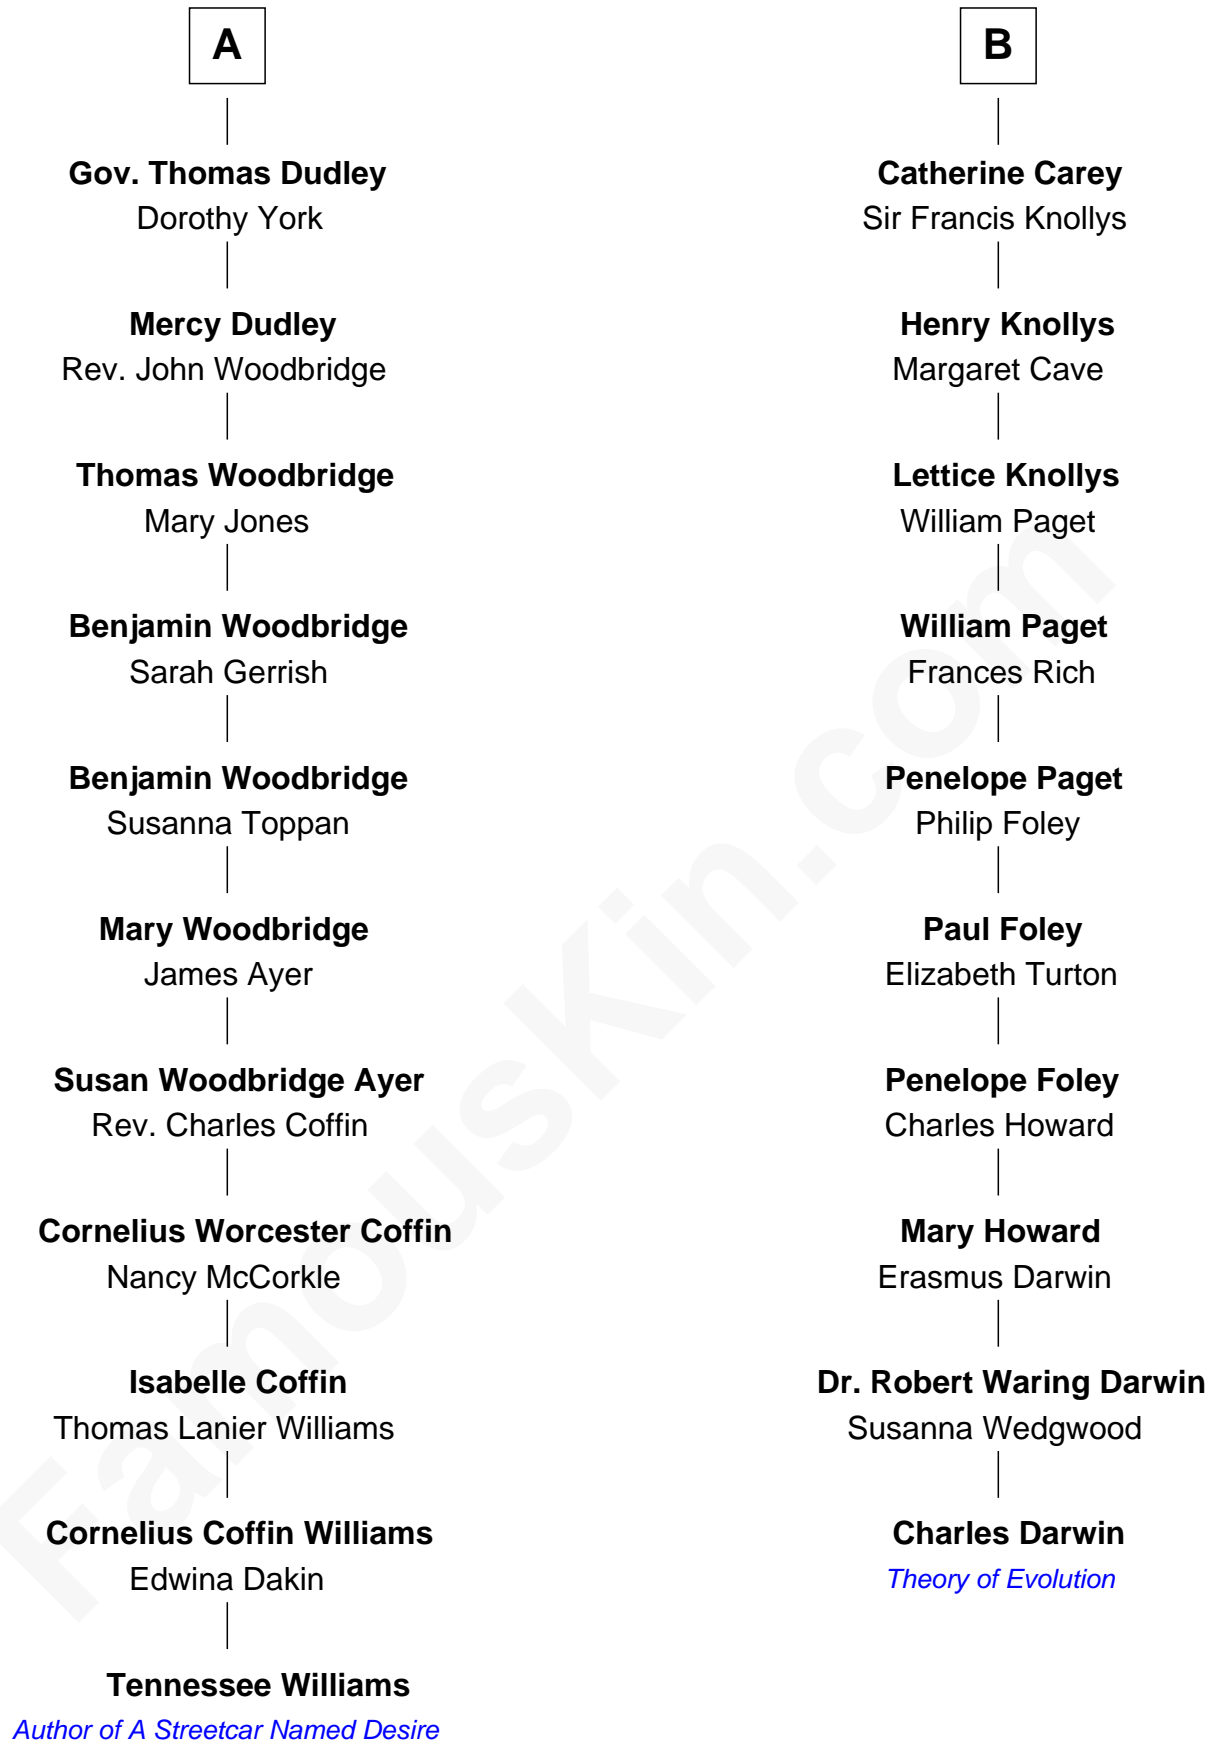 A
Gov. Thomas Dudley
Dorothy York
Mercy Dudley
Rev. John Woodbridge
Thomas Woodbridge
Mary Jones
Benjamin Woodbridge
Sarah Gerrish
Benjamin Woodbridge
Susanna Toppan
Mary Woodbridge
James Ayer
Susan Woodbridge Ayer
Rev. Charles Coffin
Cornelius Worcester Coffin
Nancy McCorkle
Isabelle Coffin
Thomas Lanier Williams
Cornelius Coffin Williams
Edwina Dakin
Tennessee Williams
Author of A Streetcar Named Desire
B
Catherine Carey
Sir Francis Knollys
Henry Knollys
Margaret Cave
Lettice Knollys
William Paget
William Paget
Frances Rich
Penelope Paget
Philip Foley
Paul Foley
Elizabeth Turton
Penelope Foley
Charles Howard
Mary Howard
Erasmus Darwin
Dr. Robert Waring Darwin
Susanna Wedgwood
Charles Darwin
Theory of Evolution
FamousKin.com